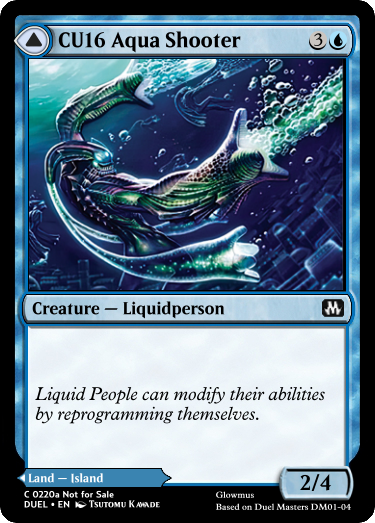 CU16 Aqua Shooter 3
Creature — Liquidperson
Liquid People can modify their abilities
by reprogramming themselves.
Land — Island
2/4
C 0220a Not for Sale
DUEL • EN Tsutomu Kawade
Glowmus
Based on Duel Masters DM01-04